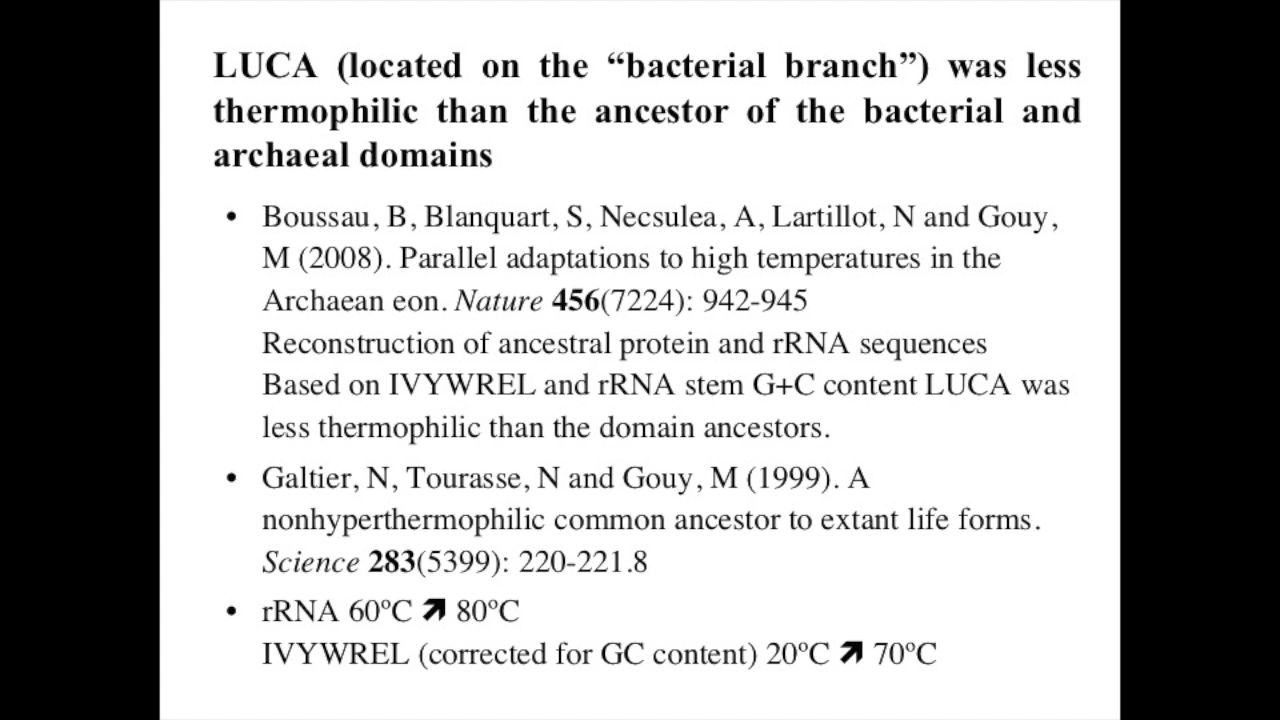 LUCA (located on the “bacterial branch”) was less
thermophilic than the ancestor of the bacterial and
archaeal domains
• Boussau, B, Blanquart, S, Necsulea, A, Lartillot, N and Gouy,
M (2008). Parallel adaptations to high temperatures in the
Archaean eon. Nature 456(7224): 942-945
Reconstruction of ancestral protein and rRNA sequences
Based on IVYWREL and rRNA stem G+C content LUCA was
less thermophilic than the domain ancestors.
• Galtier, N, Tourasse, N and Gouy, M (1999). A
nonhyperthermophilic common ancestor to extant life forms.
Science 283(5399): 220-221.8
• rRNA 60ºC ↗ 80ºC
IVYWREL (corrected for GC content) 20ºC ↗ 70ºC